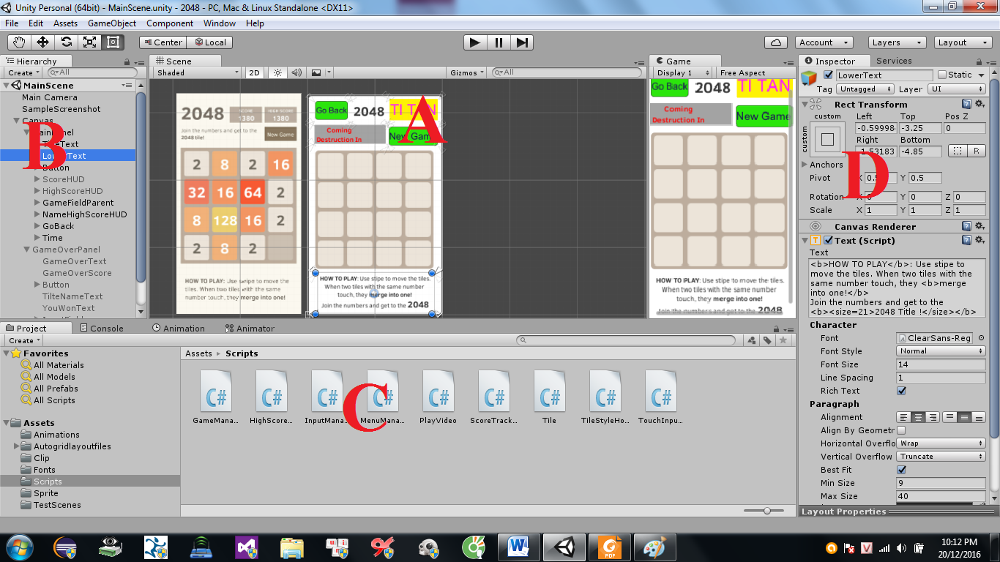 Unity Personal (64bit) - MainScene.unity - 2048 - PC, Mac & Linux Standalone <DX11>
File Edit Assets GameObject Component Window Help
Center Local Account Layers Layout
Hierarchy
Create All
MainScene
Main Camera
SampleScreenshot
Canvas
LowerText
Button
ScoreHUD
HighScoreHUD
GameFieldParent
NameHighScoreHUD
GoBack
Time
GameOverPanel
GameOverText
GameOverScore
Button
TilteNameText
YouWonText
B
Scene
Shaded 2D Gizmos All
2048 SCORE 1380 HIGH SCORE 1380
Join the numbers and get to the
2048 tile!
New Game
2 8 2 16
32 16 64 2
8 128 16 2
2 8 2
HOW TO PLAY: Use swipe to move the
tiles. When two tiles with the same
number touch, they merge into one!
Go Back 2048 TI TAN
Coming
Destruction In
New Game
A
HOW TO PLAY: Use stipe to move the tiles.
When two tiles with the same number
touch, they merge into one!
Join the numbers and get to the 2048
Game
Display 1 Free Aspect
Go Back 2048 TI TAN
Coming
Destruction In
New Game
HOW TO PLAY: Use stipe to move the tiles.
When two tiles with the same number
touch, they merge into one!
Join the numbers and get to the 2048
Inspector Services
LowerText Static
Tag Untagged Layer UI
Rect Transform
custom Left Top Pos Z
custom -0.59998 -3.25 0
Right Bottom
-1.53183 -4.85 R
Anchors
Pivot X 0.5 Y 0.5
Rotation X 0 Y 0 Z 0
Scale X 1 Y 1 Z 1
D
Canvas Renderer
Text (Script)
Text
<b>HOW TO PLAY</b>: Use stipe to
move the tiles. When two tiles with the
same number touch, they <b>merge
into one!</b>
Join the numbers and get to the
<b><size=21>2048 Title !</size></b>
Character
Font ClearSans-Reg
Font Style Normal
Font Size 14
Line Spacing 1
Rich Text
Paragraph
Alignment
Align By Geometr
Horizontal Overflo Wrap
Vertical Overflow Truncate
Best Fit
Min Size 9
Max Size 40
Layout Properties
Project Console Animation Animator
Create
Favorites
All Materials
All Models
All Prefabs
All Scripts
Assets
Animations
Autogridlayoutfiles
Clip
Fonts
Scripts
Sprite
TestScenes
Assets Scripts
C# C# C# C# C# C# C# C# C#
GameMana... HighScore... InputMana... MenuMana... PlayVideo ScoreTrack... Tile TileStyleHo... TouchInpu...
C
PDF
V
10:12 PM
20/12/2016